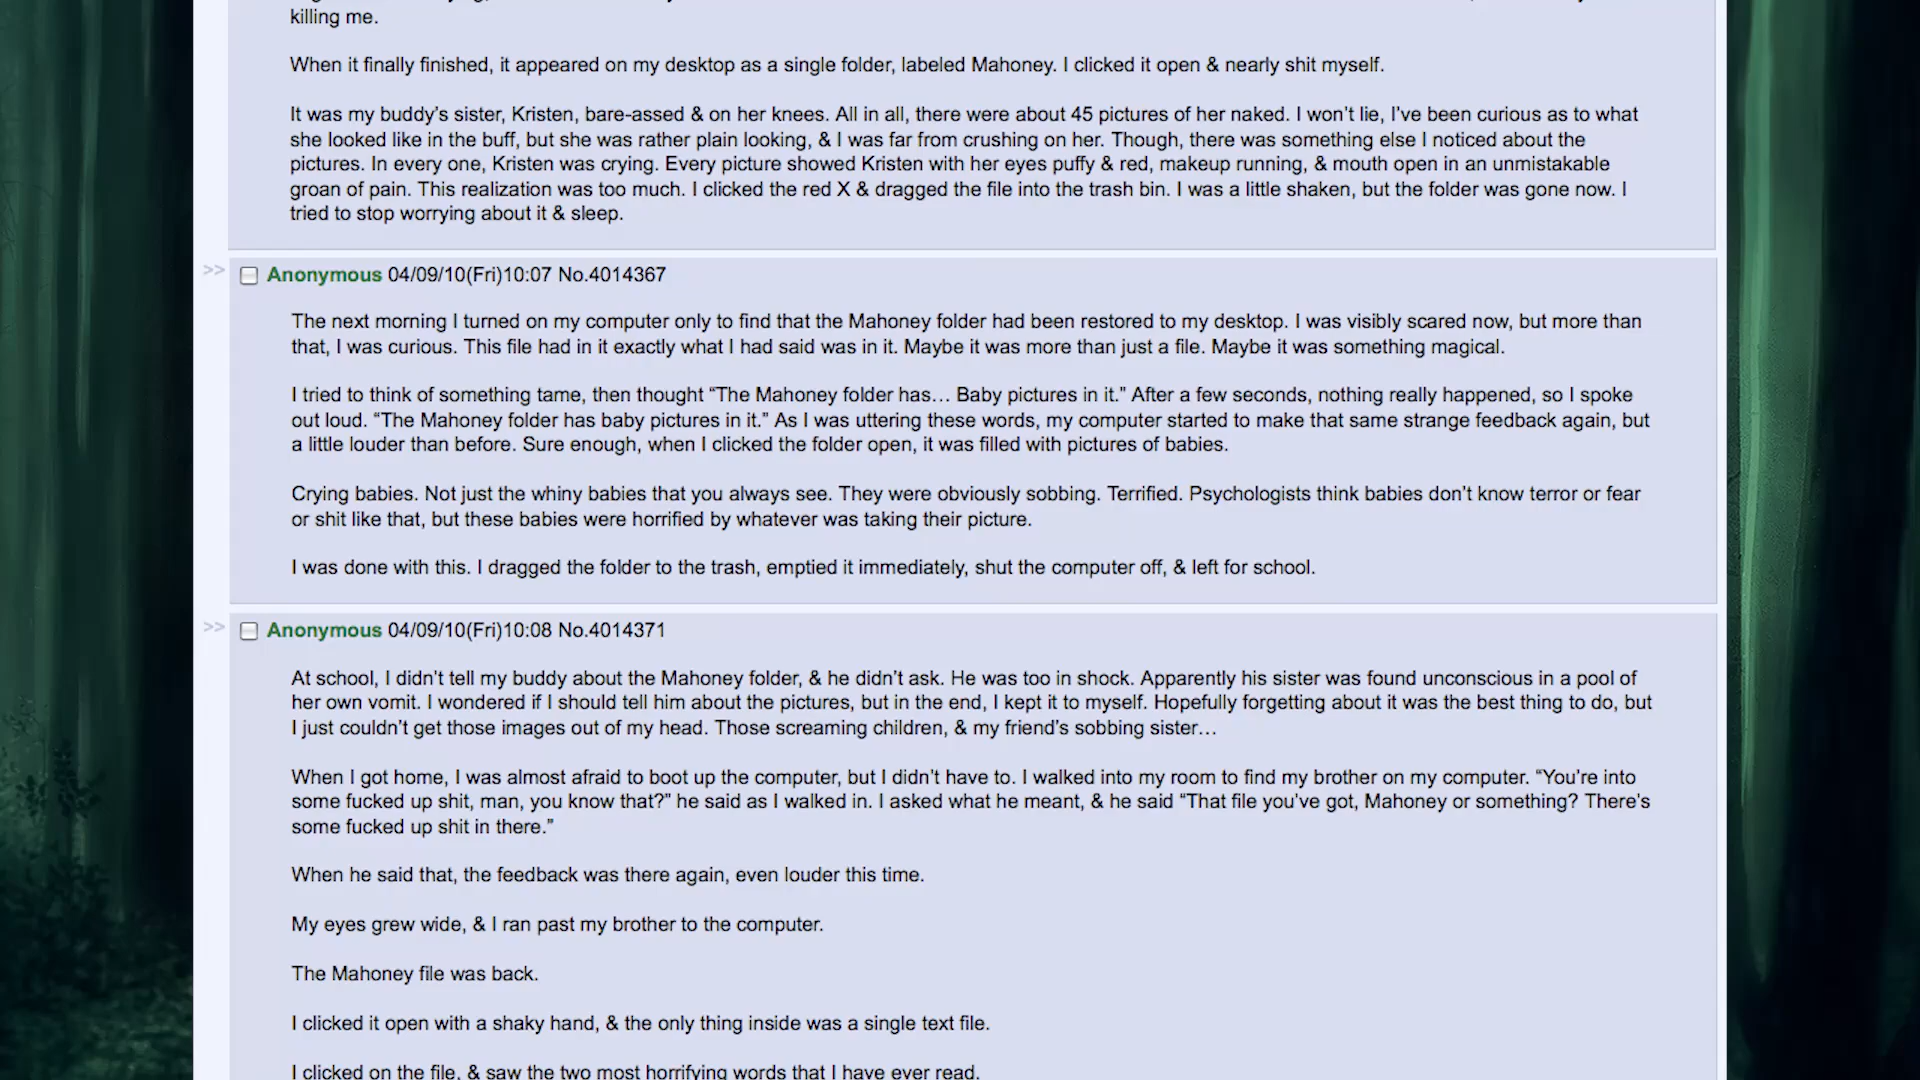 killing me.
When it finally finished, it appeared on my desktop as a single folder, labeled Mahoney. I clicked it open & nearly shit myself.
It was my buddy's sister, Kristen, bare-assed & on her knees. All in all, there were about 45 pictures of her naked. I won't lie, I've been curious as to what
she looked like in the buff, but she was rather plain looking, & I was far from crushing on her. Though, there was something else I noticed about the
pictures. In every one, Kristen was crying. Every picture showed Kristen with her eyes puffy & red, makeup running, & mouth open in an unmistakable
groan of pain. This realization was too much. I clicked the red X & dragged the file into the trash bin. I was a little shaken, but the folder was gone now. I
tried to stop worrying about it & sleep.
>> Anonymous 04/09/10(Fri)10:07 No.4014367
The next morning I turned on my computer only to find that the Mahoney folder had been restored to my desktop. I was visibly scared now, but more than
that, I was curious. This file had in it exactly what I had said was in it. Maybe it was more than just a file. Maybe it was something magical.
I tried to think of something tame, then thought “The Mahoney folder has… Baby pictures in it.” After a few seconds, nothing really happened, so I spoke
out loud. “The Mahoney folder has baby pictures in it.” As I was uttering these words, my computer started to make that same strange feedback again, but
a little louder than before. Sure enough, when I clicked the folder open, it was filled with pictures of babies.
Crying babies. Not just the whiny babies that you always see. They were obviously sobbing. Terrified. Psychologists think babies don't know terror or fear
or shit like that, but these babies were horrified by whatever was taking their picture.
I was done with this. I dragged the folder to the trash, emptied it immediately, shut the computer off, & left for school.
>> Anonymous 04/09/10(Fri)10:08 No.4014371
At school, I didn't tell my buddy about the Mahoney folder, & he didn't ask. He was too in shock. Apparently his sister was found unconscious in a pool of
her own vomit. I wondered if I should tell him about the pictures, but in the end, I kept it to myself. Hopefully forgetting about it was the best thing to do, but
I just couldn't get those images out of my head. Those screaming children, & my friend's sobbing sister…
When I got home, I was almost afraid to boot up the computer, but I didn't have to. I walked into my room to find my brother on my computer. “You're into
some fucked up shit, man, you know that?” he said as I walked in. I asked what he meant, & he said “That file you've got, Mahoney or something? There's
some fucked up shit in there.”
When he said that, the feedback was there again, even louder this time.
My eyes grew wide, & I ran past my brother to the computer.
The Mahoney file was back.
I clicked it open with a shaky hand, & the only thing inside was a single text file.
I clicked on the file, & saw the two most horrifying words that I have ever read.